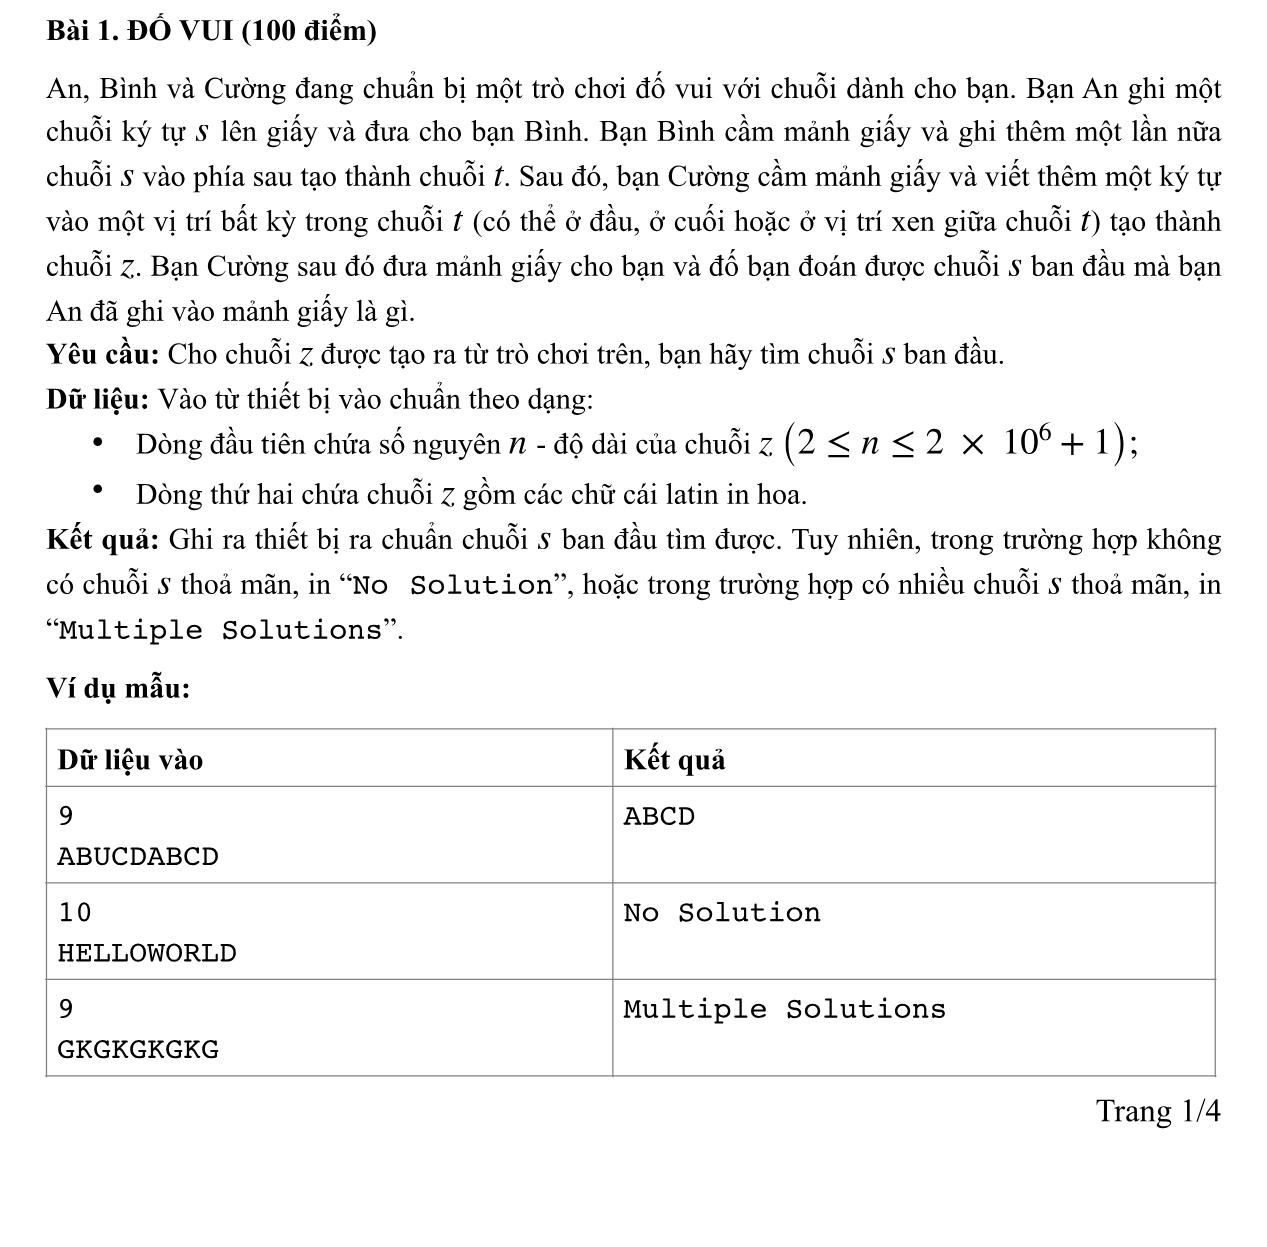 Bài 1. ĐỐ VUI (100 điểm)
An, Bình và Cường đang chuẩn bị một trò chơi đố vui với chuỗi dành cho bạn. Bạn An ghi một
chuỗi ký tự s lên giấy và đưa cho bạn Bình. Bạn Bình cầm mảnh giấy và ghi thêm một lần nữa
chuỗi s vào phía sau tạo thành chuỗi t. Sau đó, bạn Cường cầm mảnh giấy và viết thêm một ký tự
vào một vị trí bất kỳ trong chuỗi t (có thể ở đầu, ở cuối hoặc ở vị trí xen giữa chuỗi t) tạo thành
chuỗi z. Bạn Cường sau đó đưa mảnh giấy cho bạn và đố bạn đoán được chuỗi s ban đầu mà bạn
An đã ghi vào mảnh giấy là gì.
Yêu cầu: Cho chuỗi z được tạo ra từ trò chơi trên, bạn hãy tìm chuỗi s ban đầu.
Dữ liệu: Vào từ thiết bị vào chuẩn theo dạng:
• Dòng đầu tiên chứa số nguyên n - độ dài của chuỗi z (2 ≤ n ≤ 2 × 10⁶ + 1);
• Dòng thứ hai chứa chuỗi z gồm các chữ cái latin in hoa.
Kết quả: Ghi ra thiết bị ra chuẩn chuỗi s ban đầu tìm được. Tuy nhiên, trong trường hợp không
có chuỗi s thoả mãn, in “No Solution”, hoặc trong trường hợp có nhiều chuỗi s thoả mãn, in
“Multiple Solutions”.
Ví dụ mẫu:
Dữ liệu vào Kết quả
9 ABCD
ABUCDABCD
10 No Solution
HELLOWORLD
9 Multiple Solutions
GKGKGKGKG
Trang 1/4